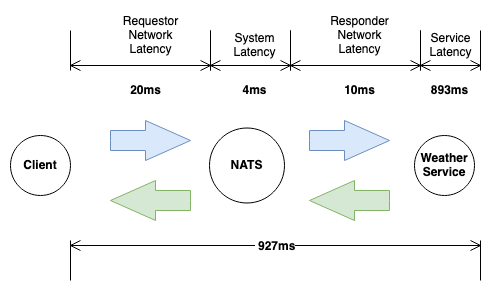 Requestor
Network
Latency
System
Latency
Responder
Network
Latency
Service
Latency
20ms
4ms
10ms
893ms
Client
NATS
Weather
Service
927ms